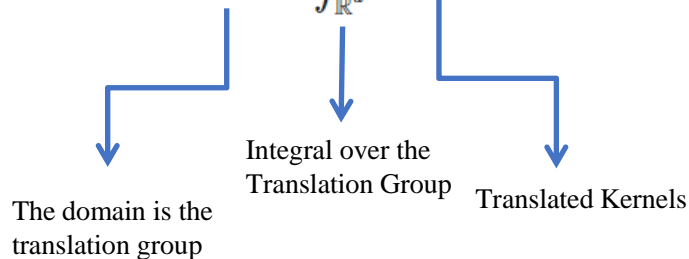 ∫ℝ
Integral over the
Translation Group
Translated Kernels
The domain is the
translation group